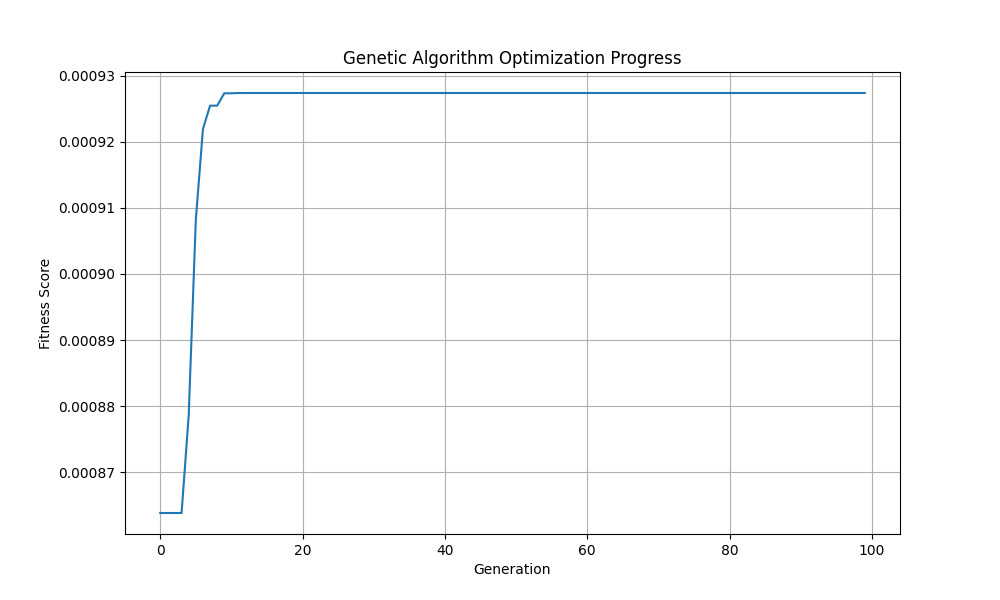 Genetic Algorithm Optimization Progress
0.00093
0.00092
0.00091
0.00090
0.00089
0.00088
0.00087
Fitness Score
0 20 40 60 80 100
Generation